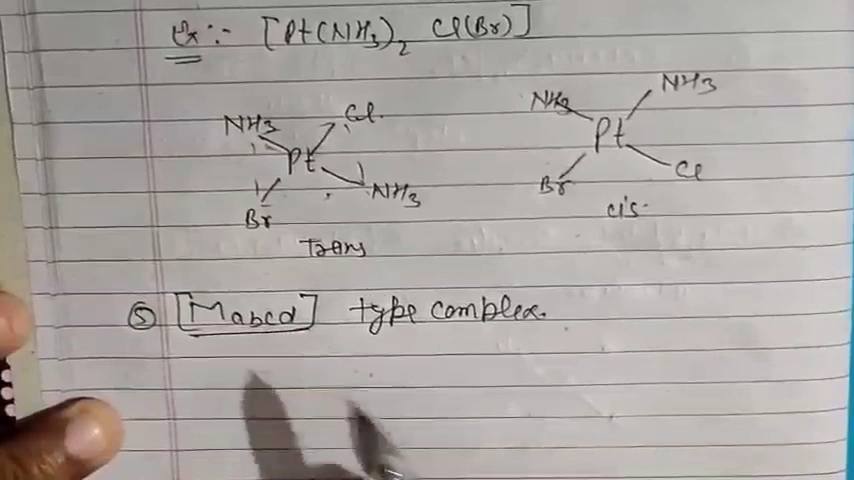 Ex :- [Pt(NH3)2 Cl(Br)]
NH3 Cl
Pt
Br NH3
Trans
NH3 NH3
Pt
Br Cl
cis
⑤ [Mabcd] type complex.